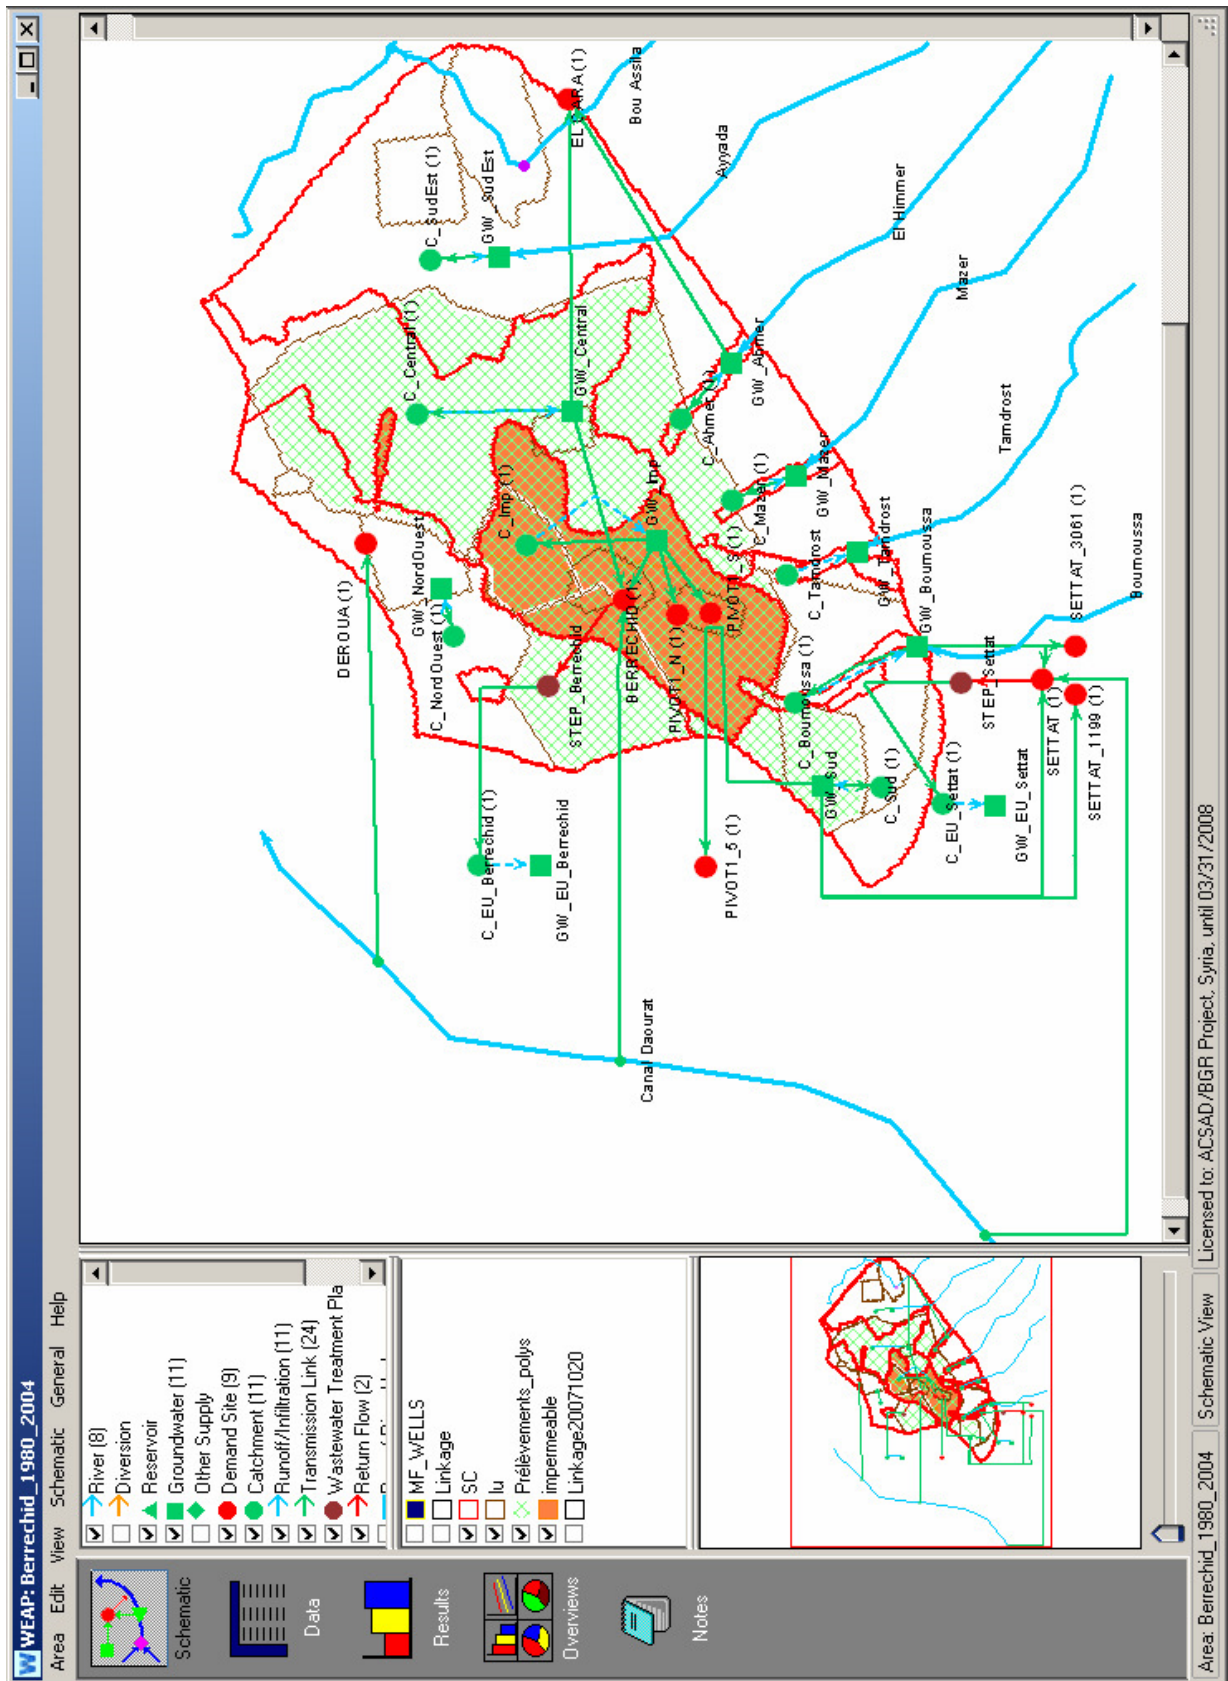 WEAP: Berrechid_1980_2004
Area Edit View Schematic General Help
Schematic
Data
Results
Overviews
Notes
River (8)
Diversion
Reservoir
Groundwater (11)
Other Supply
Demand Site (9)
Catchment (11)
Runoff/Infiltration (11)
Transmission Link (24)
Wastewater Treatment Pla
Return Flow (2)
MF_WELLS
Linkage
SC
lu
Prélèvements_polys
impermeable
Linkage20071020
DEROUA (1)
C_NordOuest (1)
GW_NordOuest
C_Central (1)
C_SudEst (1)
GW_SudEst
EL GARA (1)
Bou Assila
Ayyada
El Himmer
Mazer
Tamdrost
Boumoussa
C_EU_Berrechid (1)
GW_EU_Berrechid
STEP_Berrechid
C_Imp (1)
GW_Central
BERRECHID (1)
GW_Imp
Canal Daourat
PIVOT1_N (1)
PIVOT1_S (1)
PIVOT1_5 (1)
C_Ahmer (1)
GW_Ahmer
C_Mazer (1)
GW_Mazer
C_Tamdrost
GW_Tamdrost
C_Boumoussa (1)
GW_Boumoussa
GW_Sud
C_Sud (1)
C_EU_Settat (1)
GW_EU_Settat
STEP_Settat
SETTAT (1)
SETTAT_1199 (1)
SETTAT_3061 (1)
Area: Berrechid_1980_2004 Schematic View Licensed to: ACSAD/BGR Project, Syria, until 03/31/2008